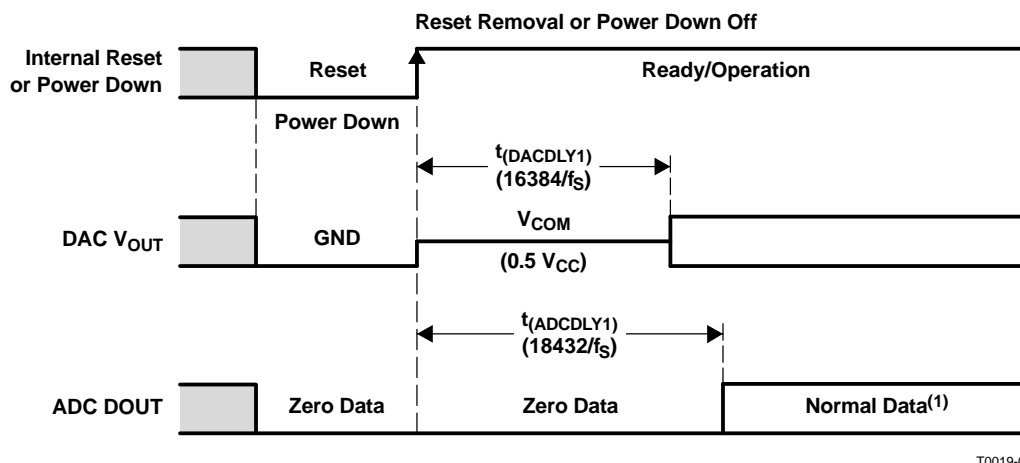 Reset Removal or Power Down Off
Internal Reset
or Power Down
Reset
Ready/Operation
Power Down
t(DACDLY1)
(16384/fS)
DAC VOUT
GND
VCOM
(0.5 VCC)
t(ADCDLY1)
(18432/fS)
ADC DOUT
Zero Data
Zero Data
Normal Data(1)